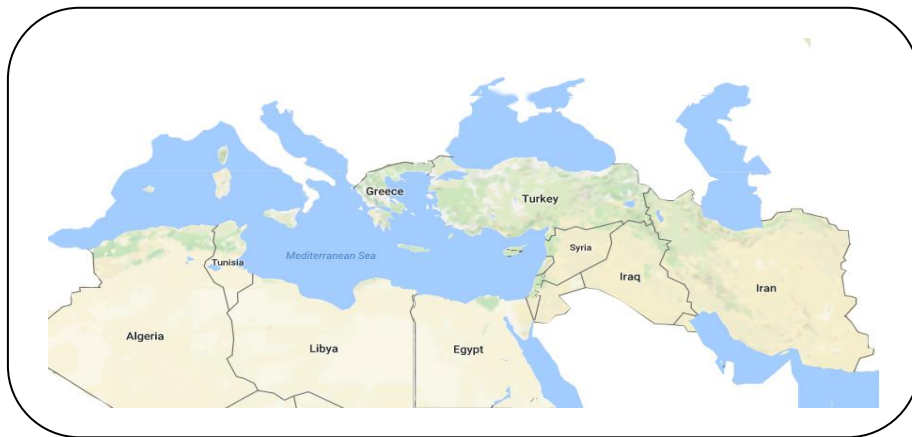 Greece
Turkey
Tunisia
Mediterranean Sea
Syria
Iraq
Iran
Algeria
Libya
Egypt